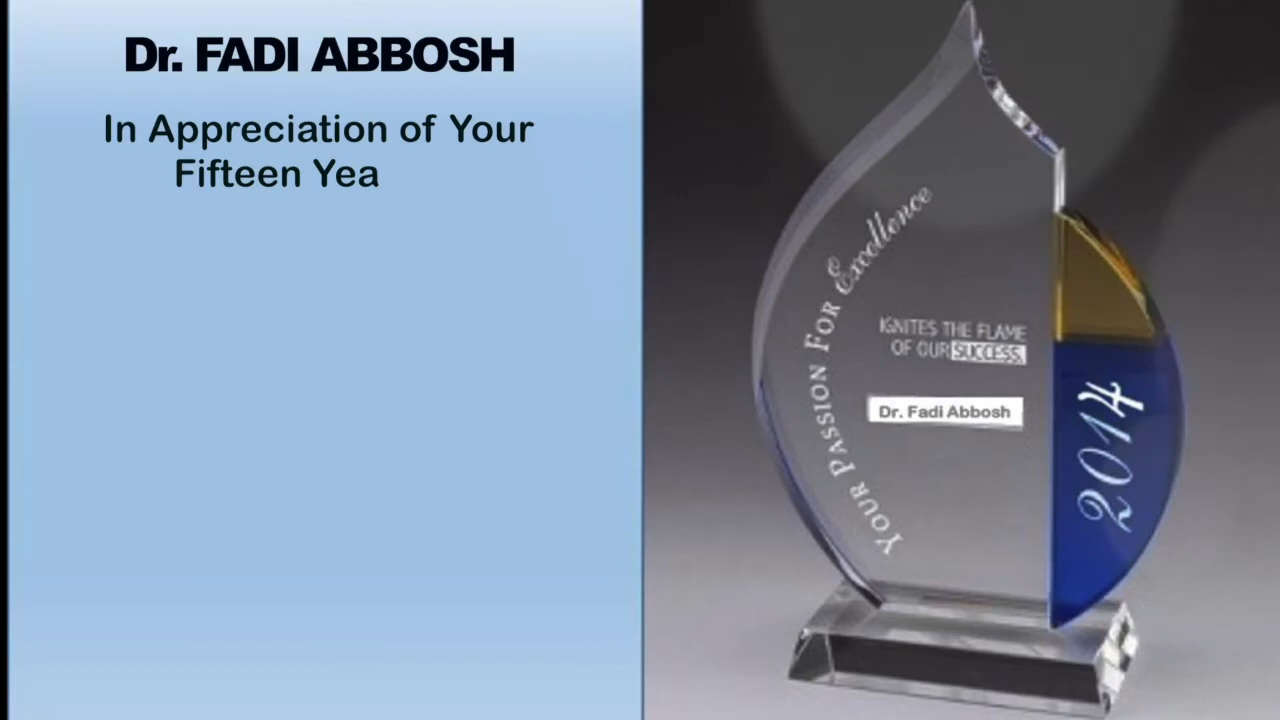 Dr. FADI ABBOSH
In Appreciation of Your
Fifteen Yea
Your Passion For Excellence
IGNITES THE FLAME
OF OUR SUCCESS.
Dr. Fadi Abbosh
2014